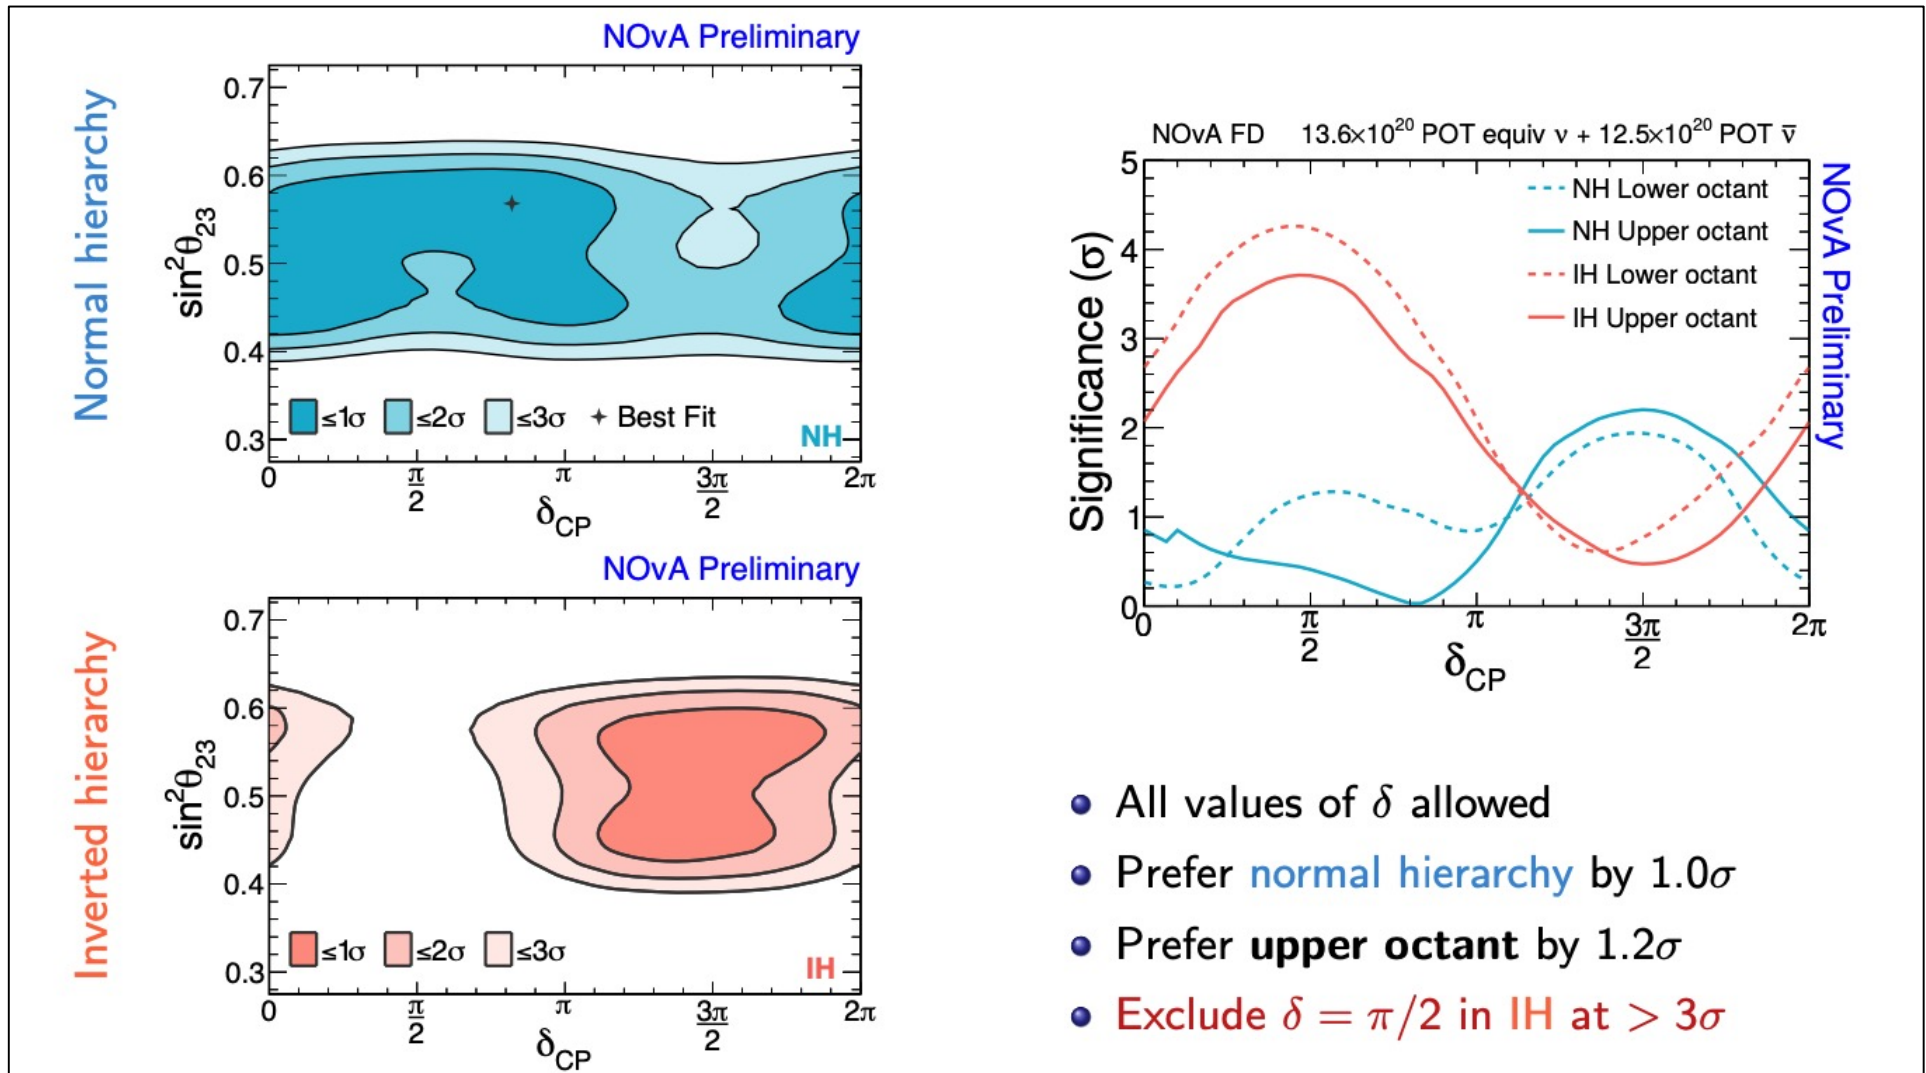 Normal hierarchy
NOvA Preliminary
sin²θ₂₃
0.7
0.6
0.5
0.4
0.3
≤1σ ≤2σ ≤3σ Best Fit
NH
0 π/2 π 3π/2 2π
δCP
Inverted hierarchy
NOvA Preliminary
sin²θ₂₃
0.7
0.6
0.5
0.4
0.3
≤1σ ≤2σ ≤3σ
IH
0 π/2 π 3π/2 2π
δCP
NOvA FD 13.6×10²⁰ POT equiv ν + 12.5×10²⁰ POT ν̄
NOvA Preliminary
Significance (σ)
5
4
3
2
1
0
NH Lower octant
NH Upper octant
IH Lower octant
IH Upper octant
0 π/2 π 3π/2 2π
δCP
All values of δ allowed
Prefer normal hierarchy by 1.0σ
Prefer upper octant by 1.2σ
Exclude δ = π/2 in IH at > 3σ